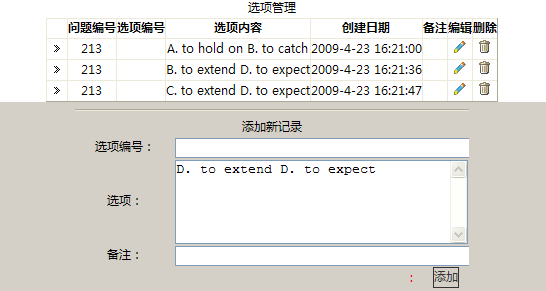 选项管理
问题编号 选项编号 选项内容 创建日期 备注 编辑 删除
213 A. to hold on B. to catch 2009-4-23 16:21:00
213 B. to extend D. to expect 2009-4-23 16:21:36
213 C. to extend D. to expect 2009-4-23 16:21:47
添加新记录
选项编号：
D. to extend D. to expect
选项：
备注：
： 添加